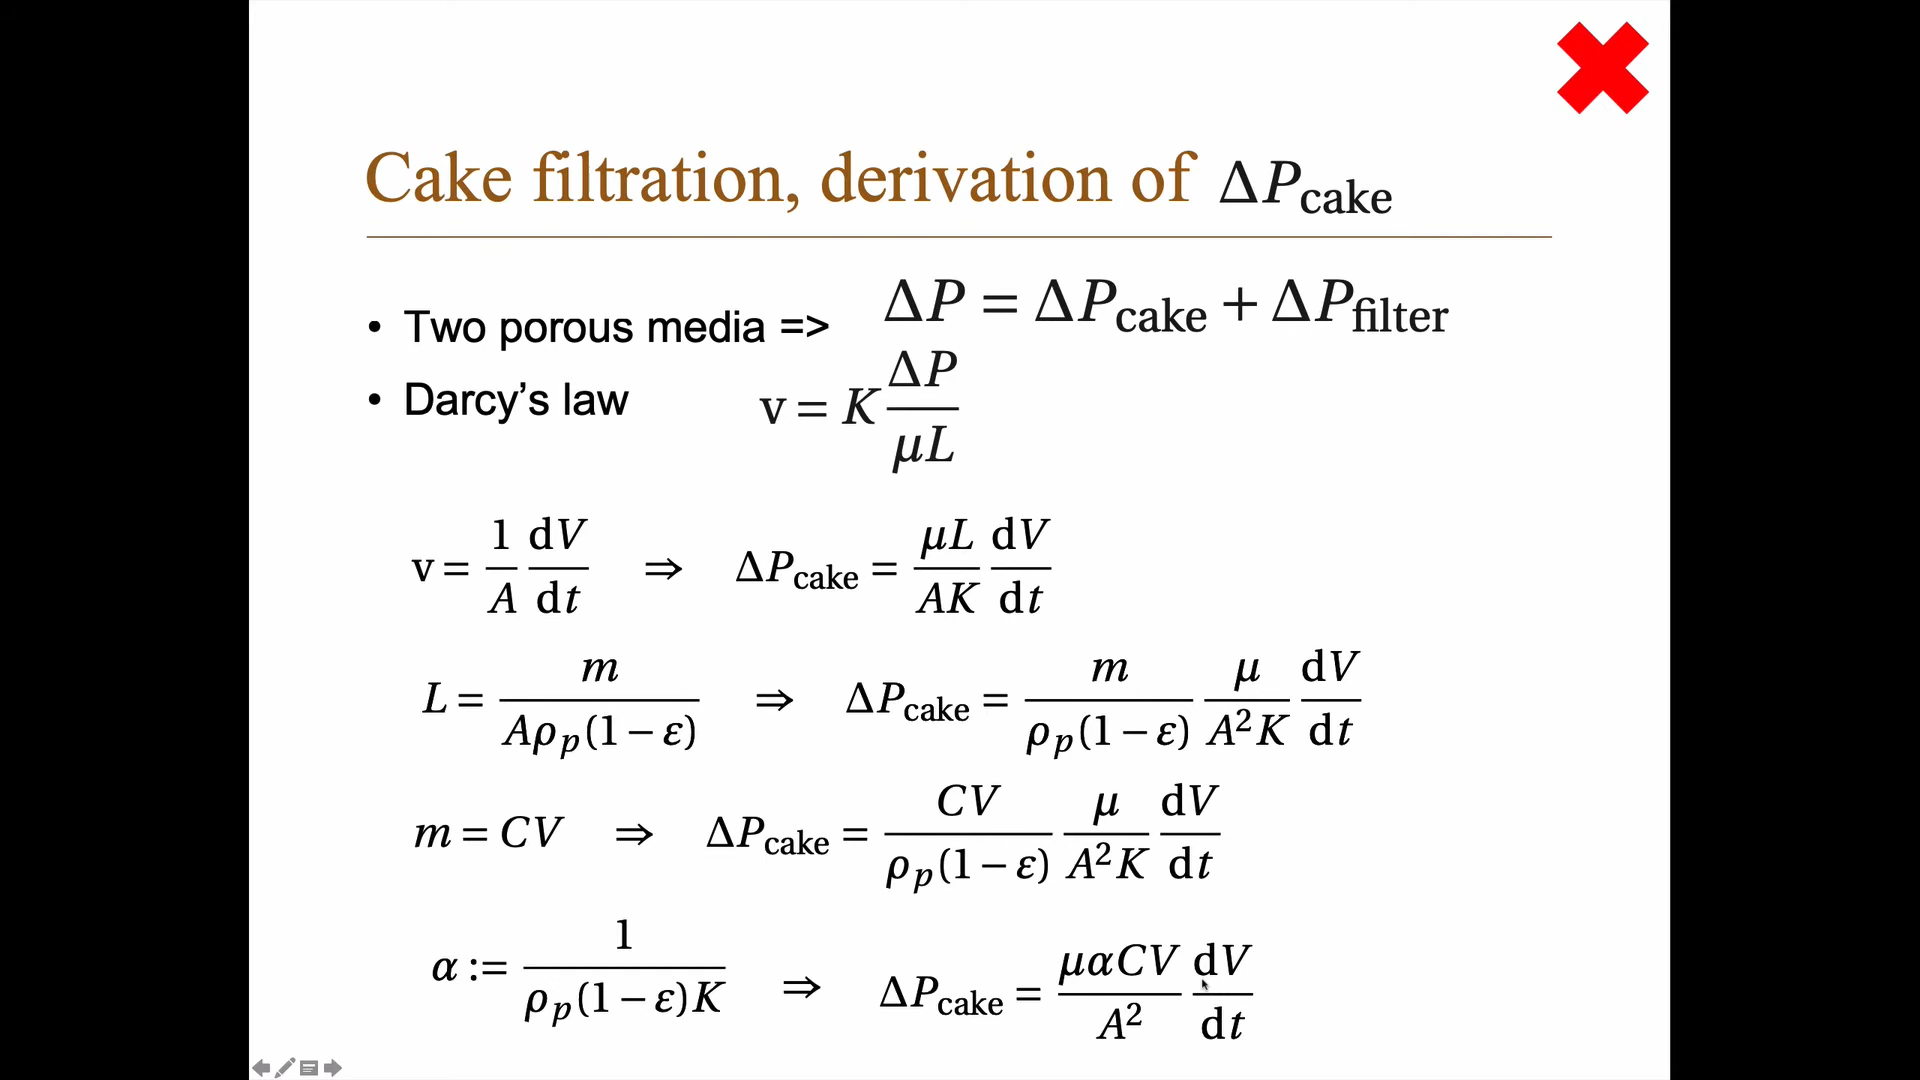 Cake filtration, derivation of ΔP_cake
• Two porous media => ΔP = ΔP_cake + ΔP_filter
• Darcy's law v = K ΔP/(μL)
v = (1/A) (dV/dt) ⇒ ΔP_cake = (μL/(AK)) (dV/dt)
L = m/(Aρ_p(1 − ε)) ⇒ ΔP_cake = (m/(ρ_p(1 − ε))) (μ/(A²K)) (dV/dt)
m = CV ⇒ ΔP_cake = (CV/(ρ_p(1 − ε))) (μ/(A²K)) (dV/dt)
α := 1/(ρ_p(1 − ε)K) ⇒ ΔP_cake = (μαCV/A²) (dV/dt)